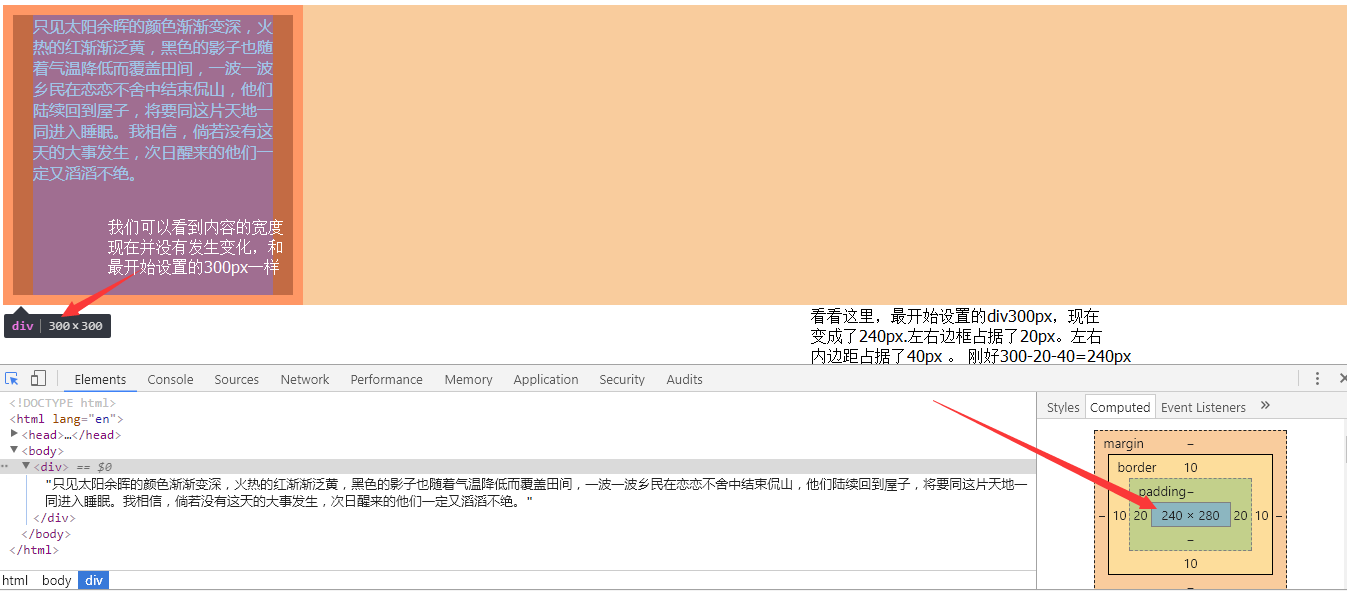 只见太阳余晖的颜色渐渐变深，火
热的红渐渐泛黄，黑色的影子也随
着气温降低而覆盖田间，一波一波
乡民在恋恋不舍中结束侃山，他们
陆续回到屋子，将要同这片天地一
同进入睡眠。我相信，倘若没有这
天的大事发生，次日醒来的他们一
定又滔滔不绝。
我们可以看到内容的宽度
现在并没有发生变化，和
最开始设置的300px一样
div | 300×300
看看这里，最开始设置的div300px，现在
变成了240px.左右边框占据了20px。左右
内边距占据了40px 。 刚好300-20-40=240px
Elements Console Sources Network Performance Memory Application Security Audits
<!DOCTYPE html>
<html lang="en">
<head>…</head>
<body>
<div> == $0
"只见太阳余晖的颜色渐渐变深，火热的红渐渐泛黄，黑色的影子也随着气温降低而覆盖田间，一波一波乡民在恋恋不舍中结束侃山，他们陆续回到屋子，将要同这片天地一
同进入睡眠。我相信，倘若没有这天的大事发生，次日醒来的他们一定又滔滔不绝。"
</div>
</body>
</html>
html body div
Styles Computed Event Listeners »
margin –
border 10
padding –
– 10 20 240 × 280 20 10 –
–
10
–